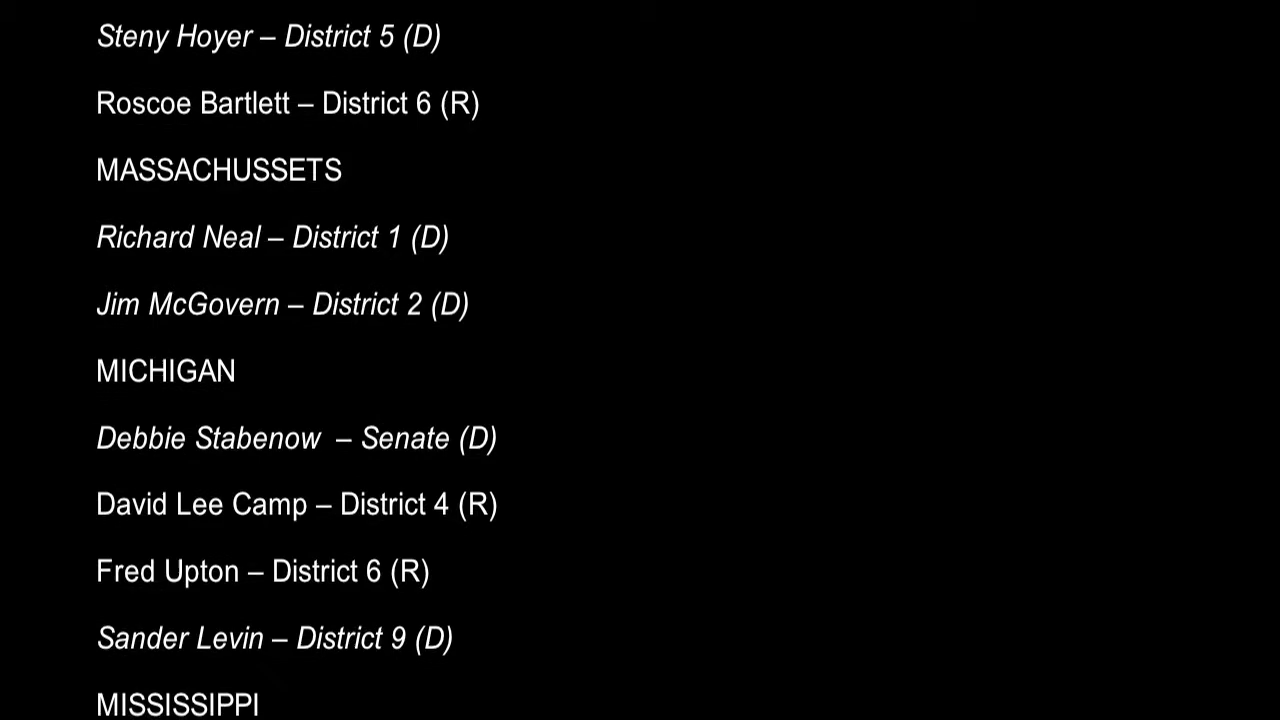 Steny Hoyer – District 5 (D)
Roscoe Bartlett – District 6 (R)
MASSACHUSSETS
Richard Neal – District 1 (D)
Jim McGovern – District 2 (D)
MICHIGAN
Debbie Stabenow  – Senate (D)
David Lee Camp – District 4 (R)
Fred Upton – District 6 (R)
Sander Levin – District 9 (D)
MISSISSIPPI